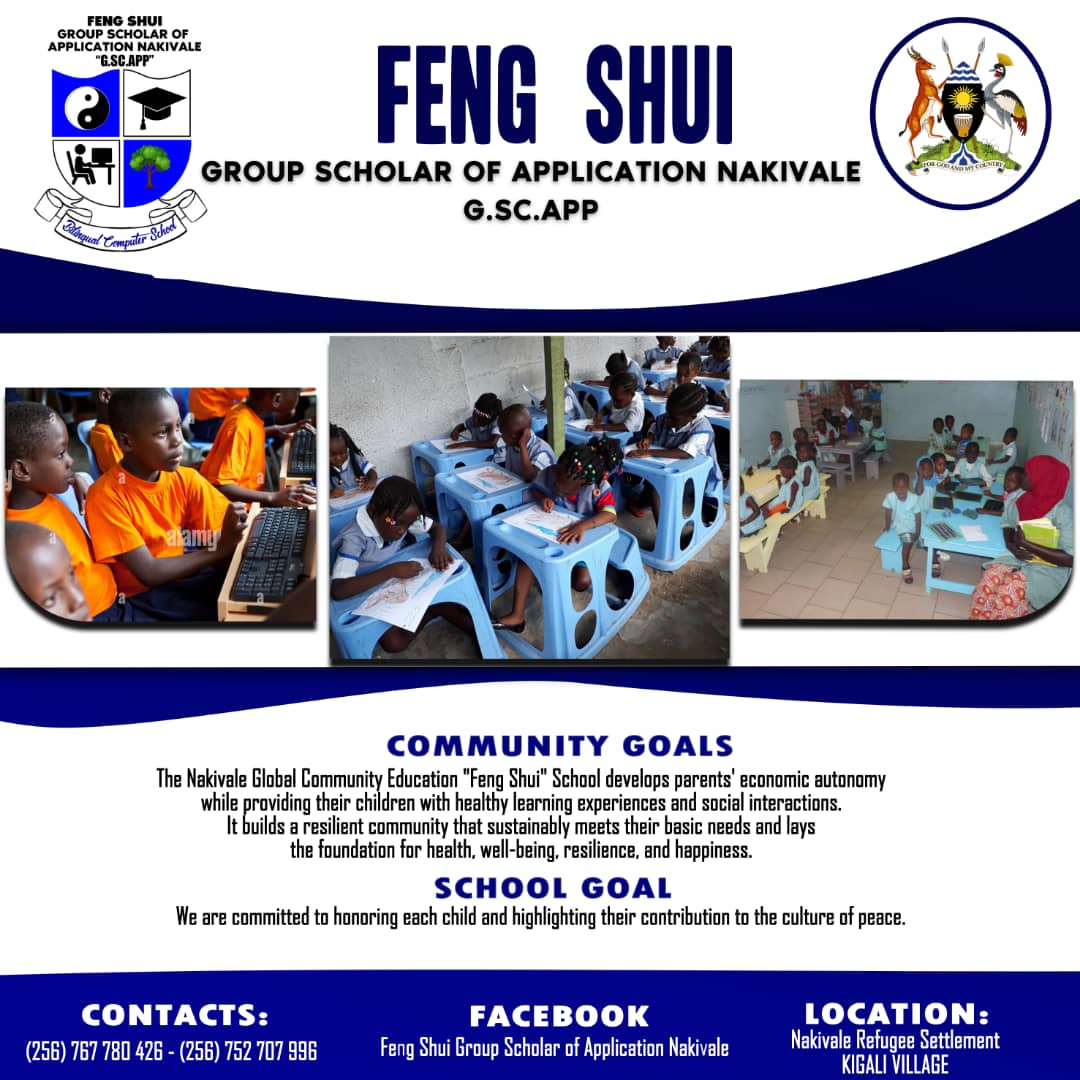 FENG SHUI
GROUP SCHOLAR OF
APPLICATION NAKIVALE
"G.SC.APP"
Bilingual Computer School
FENG SHUI
GROUP SCHOLAR OF APPLICATION NAKIVALE
G.SC.APP
FOR GOD AND MY COUNTRY
a
alamy
a
a
COMMUNITY GOALS
The Nakivale Global Community Education "Feng Shui" School develops parents' economic autonomy
while providing their children with healthy learning experiences and social interactions.
It builds a resilient community that sustainably meets their basic needs and lays
the foundation for health, well-being, resilience, and happiness.
SCHOOL GOAL
We are committed to honoring each child and highlighting their contribution to the culture of peace.
CONTACTS:
(256) 767 780 426 - (256) 752 707 996
FACEBOOK
Feng Shui Group Scholar of Application Nakivale
LOCATION:
Nakivale Refugee Settlement
KIGALI VILLAGE